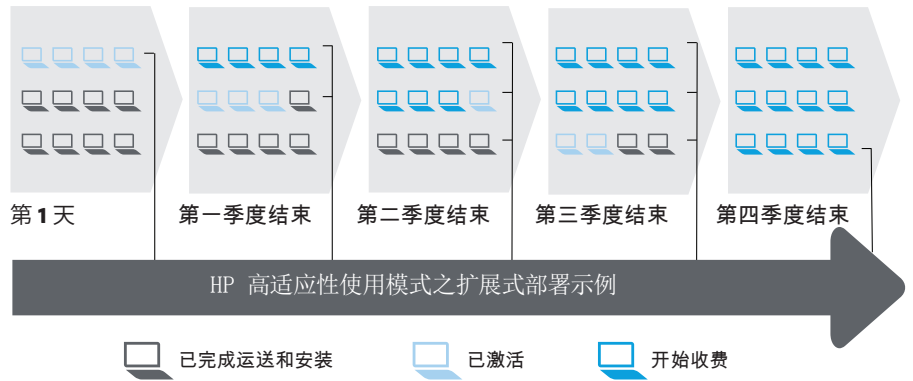 第1天
第一季度结束
第二季度结束
第三季度结束
第四季度结束
HP 高适应性使用模式之扩展式部署示例
已完成运送和安装
已激活
开始收费